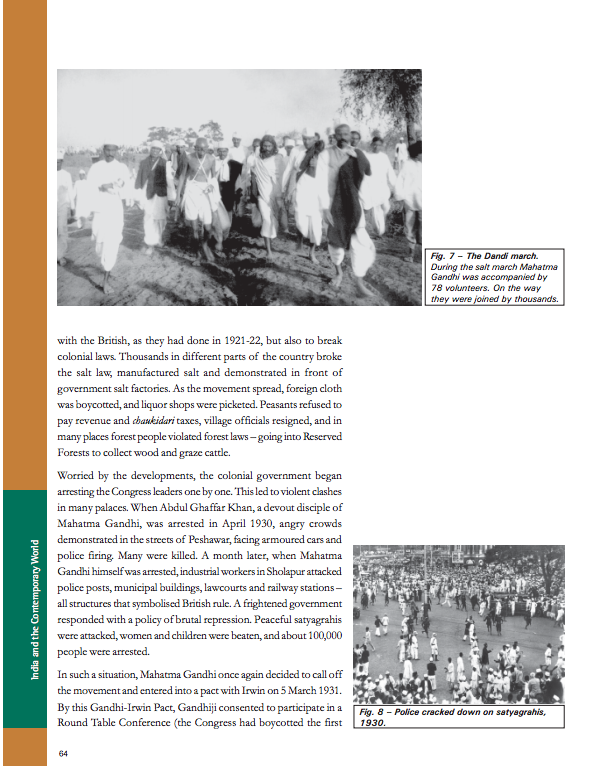 Fig. 7 – The Dandi march.
During the salt march Mahatma
Gandhi was accompanied by
78 volunteers. On the way
they were joined by thousands.
with the British, as they had done in 1921-22, but also to break
colonial laws. Thousands in different parts of the country broke
the salt law, manufactured salt and demonstrated in front of
government salt factories. As the movement spread, foreign cloth
was boycotted, and liquor shops were picketed. Peasants refused to
pay revenue and chaukidari taxes, village officials resigned, and in
many places forest people violated forest laws – going into Reserved
Forests to collect wood and graze cattle.
Worried by the developments, the colonial government began
arresting the Congress leaders one by one. This led to violent clashes
in many palaces. When Abdul Ghaffar Khan, a devout disciple of
Mahatma Gandhi, was arrested in April 1930, angry crowds
demonstrated in the streets of Peshawar, facing armoured cars and
police firing. Many were killed. A month later, when Mahatma
Gandhi himself was arrested, industrial workers in Sholapur attacked
police posts, municipal buildings, lawcourts and railway stations –
all structures that symbolised British rule. A frightened government
responded with a policy of brutal repression. Peaceful satyagrahis
were attacked, women and children were beaten, and about 100,000
people were arrested.
In such a situation, Mahatma Gandhi once again decided to call off
the movement and entered into a pact with Irwin on 5 March 1931.
By this Gandhi-Irwin Pact, Gandhiji consented to participate in a
Round Table Conference (the Congress had boycotted the first
Fig. 8 – Police cracked down on satyagrahis,
1930.
India and the Contemporary World
64